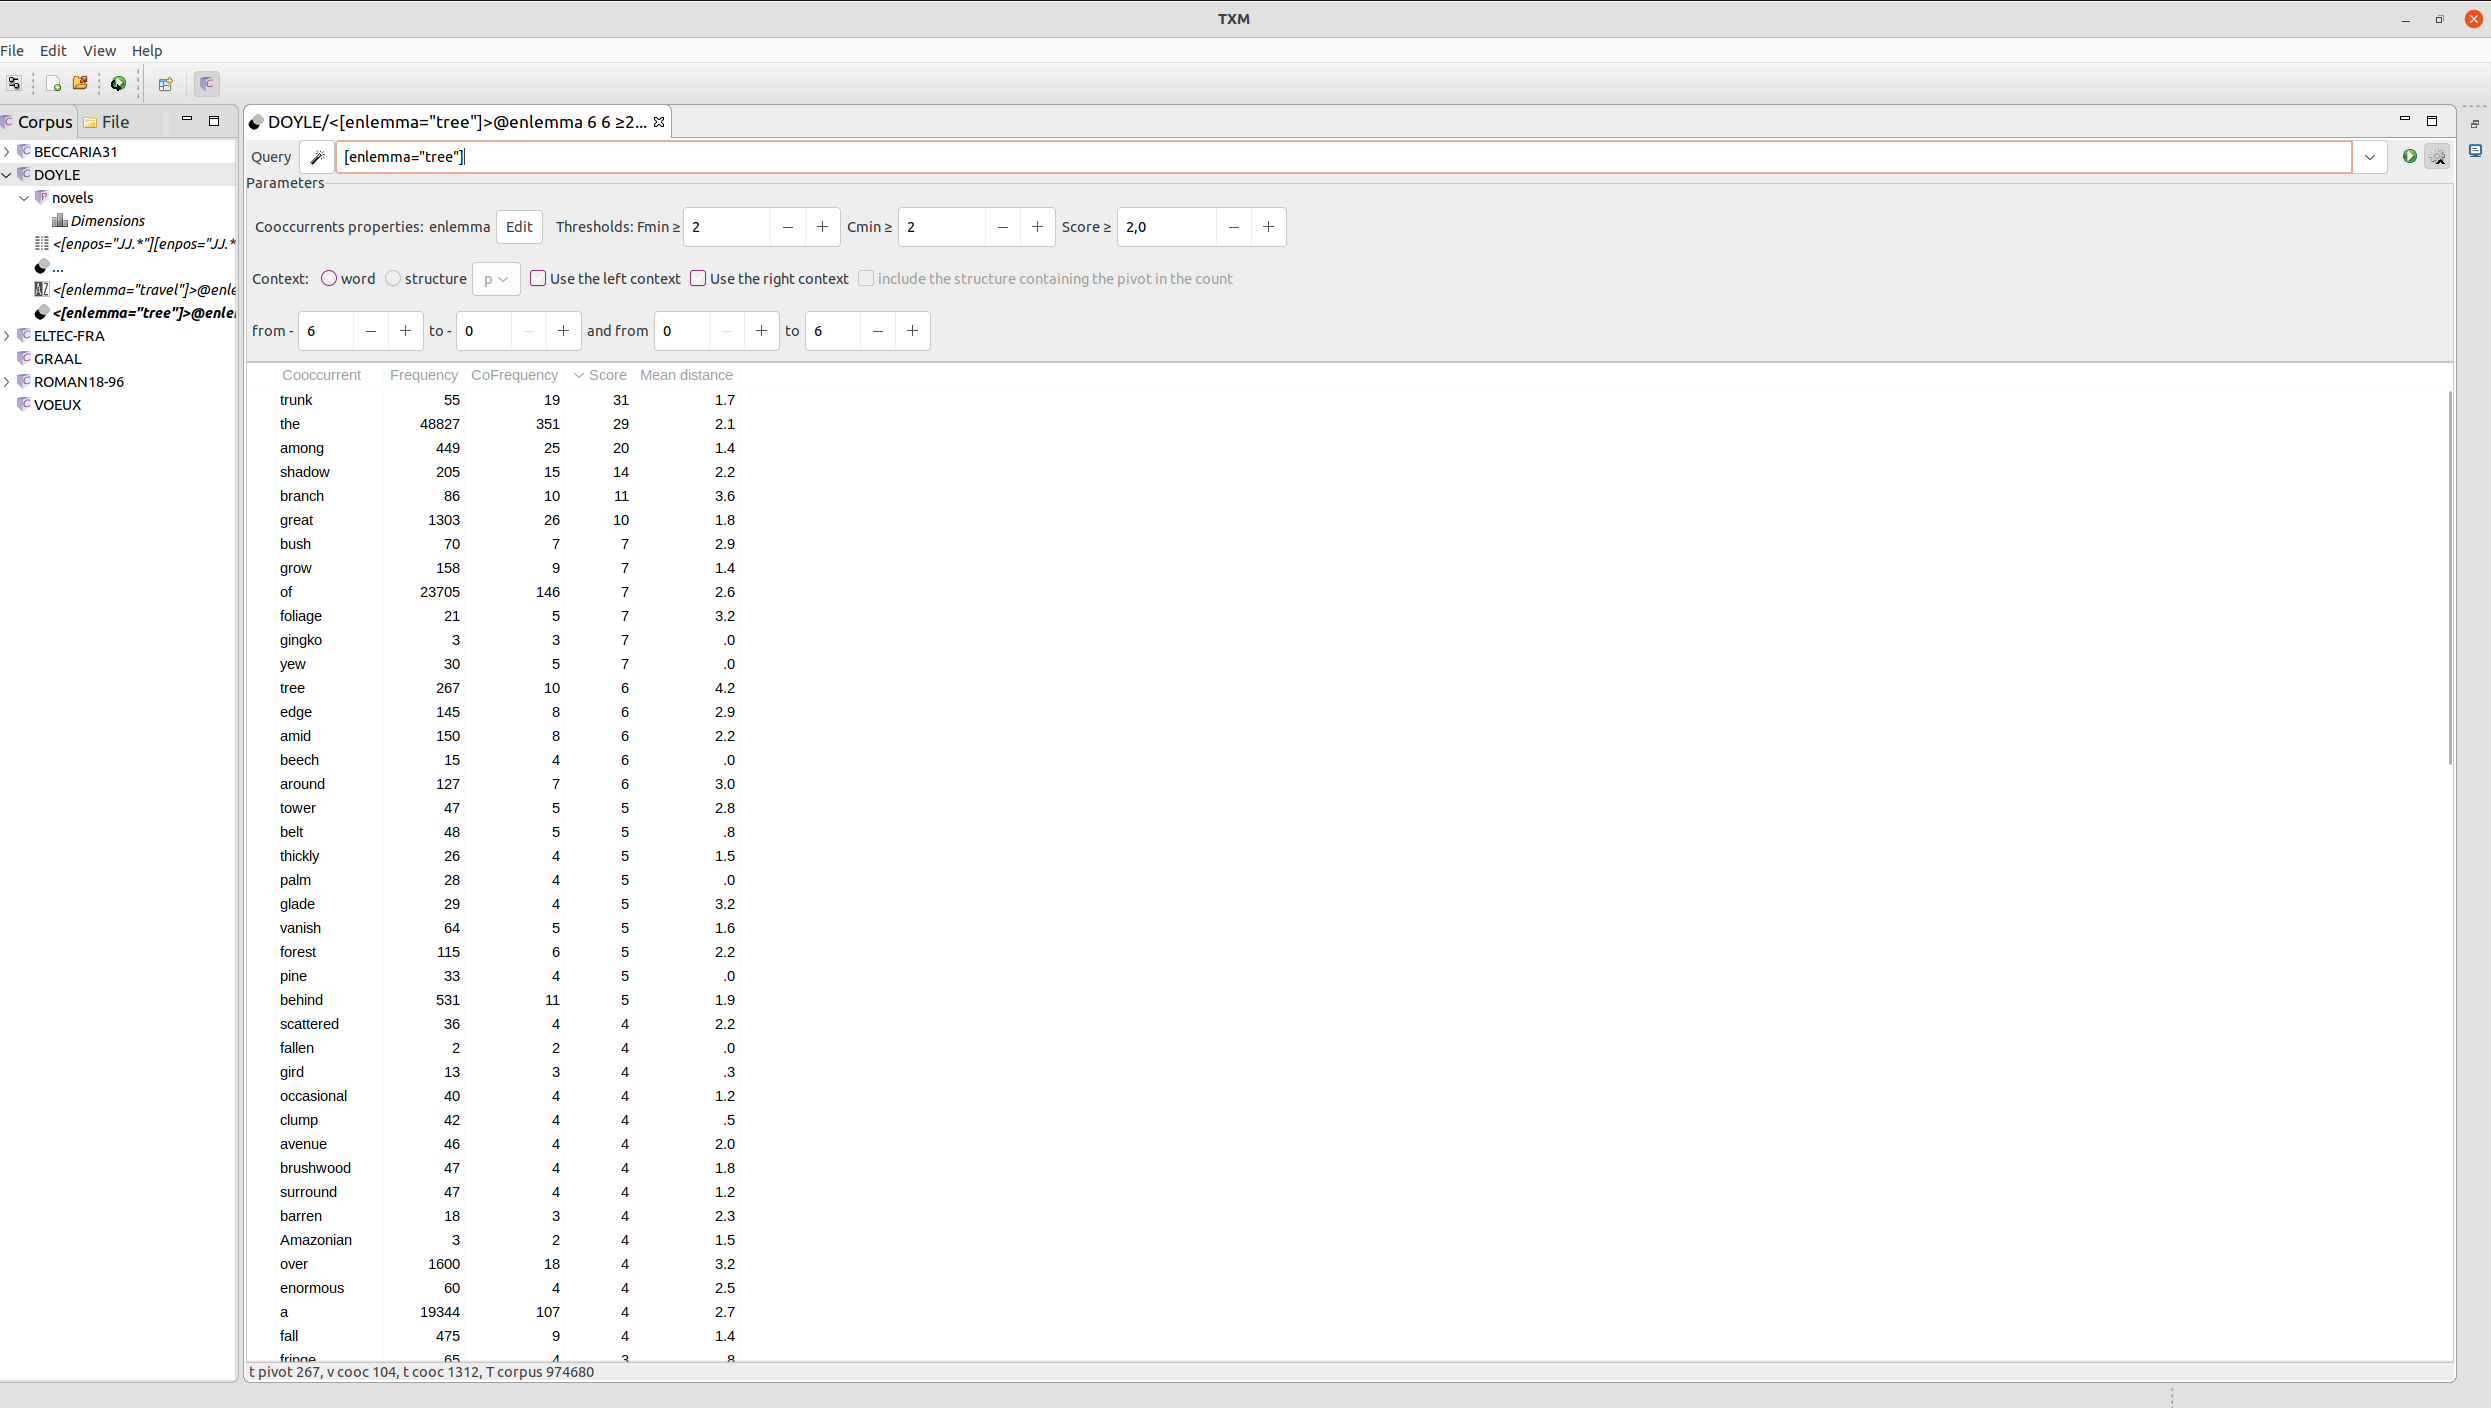 TXM
File Edit View Help
Corpus File
BECCARIA31
DOYLE
novels
Dimensions
<[enpos="JJ.*"][enpos="JJ.*
...
<[enlemma="travel"]>@enle
<[enlemma="tree"]>@enle
ELTEC-FRA
GRAAL
ROMAN18-96
VOEUX
DOYLE/<[enlemma="tree"]>@enlemma 6 6 ≥2...
Query [enlemma="tree"]
Parameters
Cooccurrents properties: enlemma Edit Thresholds: Fmin ≥ 2 − + Cmin ≥ 2 − + Score ≥ 2,0 − +
Context: word structure p Use the left context Use the right context include the structure containing the pivot in the count
from - 6 − + to - 0 − + and from 0 − + to 6 − +
Cooccurrent Frequency CoFrequency Score Mean distance
trunk 55 19 31 1.7
the 48827 351 29 2.1
among 449 25 20 1.4
shadow 205 15 14 2.2
branch 86 10 11 3.6
great 1303 26 10 1.8
bush 70 7 7 2.9
grow 158 9 7 1.4
of 23705 146 7 2.6
foliage 21 5 7 3.2
gingko 3 3 7 .0
yew 30 5 7 .0
tree 267 10 6 4.2
edge 145 8 6 2.9
amid 150 8 6 2.2
beech 15 4 6 .0
around 127 7 6 3.0
tower 47 5 5 2.8
belt 48 5 5 .8
thickly 26 4 5 1.5
palm 28 4 5 .0
glade 29 4 5 3.2
vanish 64 5 5 1.6
forest 115 6 5 2.2
pine 33 4 5 .0
behind 531 11 5 1.9
scattered 36 4 4 2.2
fallen 2 2 4 .0
gird 13 3 4 .3
occasional 40 4 4 1.2
clump 42 4 4 .5
avenue 46 4 4 2.0
brushwood 47 4 4 1.8
surround 47 4 4 1.2
barren 18 3 4 2.3
Amazonian 3 2 4 1.5
over 1600 18 4 3.2
enormous 60 4 4 2.5
a 19344 107 4 2.7
fall 475 9 4 1.4
fringe 65 4 3 .8
t pivot 267, v cooc 104, t cooc 1312, T corpus 974680